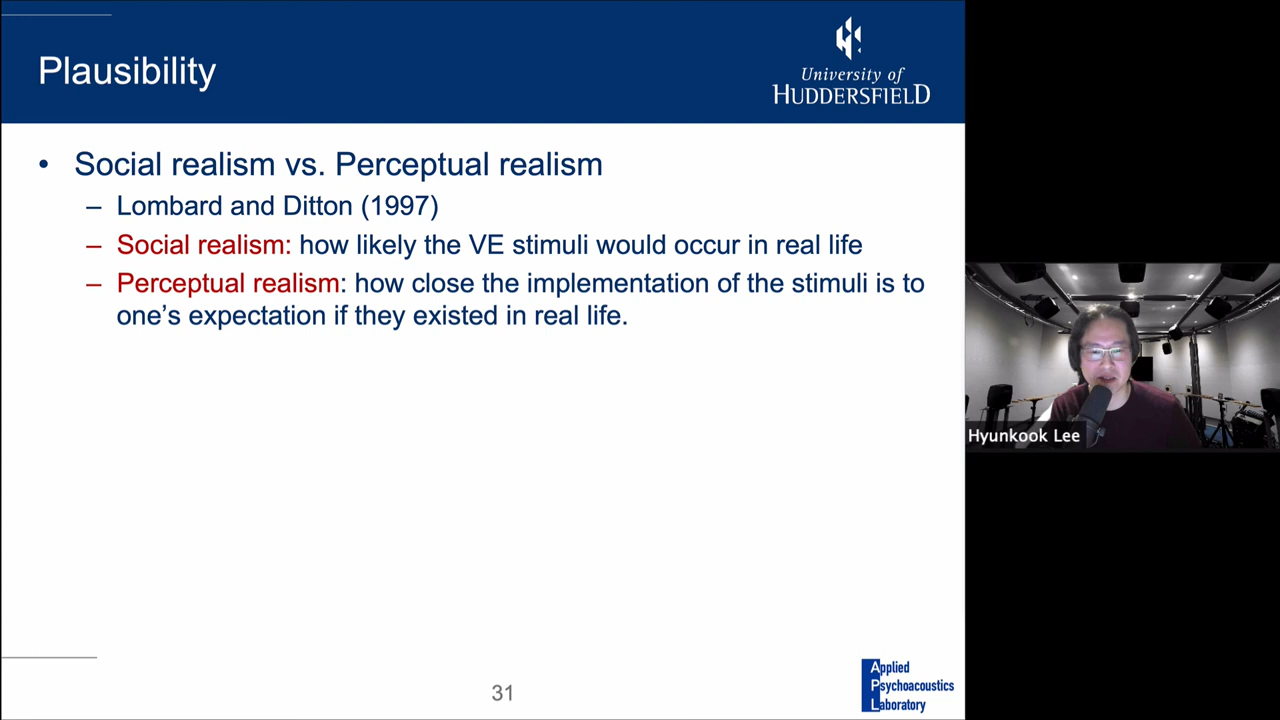 Plausibility
University of
HUDDERSFIELD
• Social realism vs. Perceptual realism
– Lombard and Ditton (1997)
– Social realism: how likely the VE stimuli would occur in real life
– Perceptual realism: how close the implementation of the stimuli is to
one’s expectation if they existed in real life.
Hyunkook Lee
31
Applied
Psychoacoustics
Laboratory